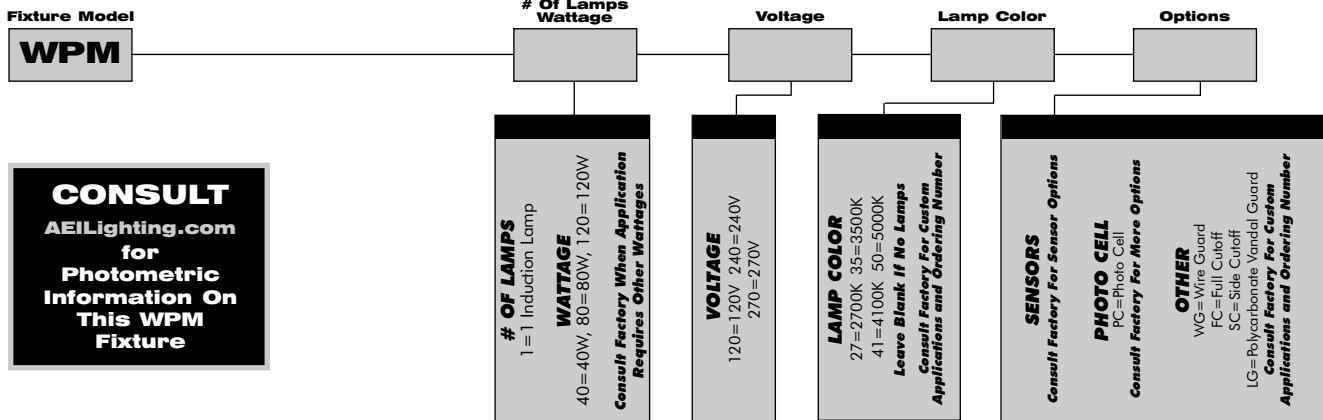 Fixture Model
# Of Lamps
Wattage
Voltage
Lamp Color
Options
WPM
CONSULT
AEILighting.com
for
Photometric
Information On
This WPM
Fixture
# OF LAMPS
1=1 Induction Lamp
WATTAGE
40=40W, 80=80W, 120=120W
Consult Factory When Application
Requires Other Wattages
VOLTAGE
120=120V 240=240V
270=270V
LAMP COLOR
27=2700K 35=3500K
41=4100K 50=5000K
Leave Blank If No Lamps
Consult Factory For Custom
Applications and Ordering Number
SENSORS
Consult Factory For Sensor Options
PHOTO CELL
PC=Photo Cell
Consult Factory For More Options
OTHER
WG=Wire Guard
FC=Full Cutoff
SC=Side Cutoff
LG=Polycarbonate Vandal Guard
Consult Factory For Custom
Applications and Ordering Number